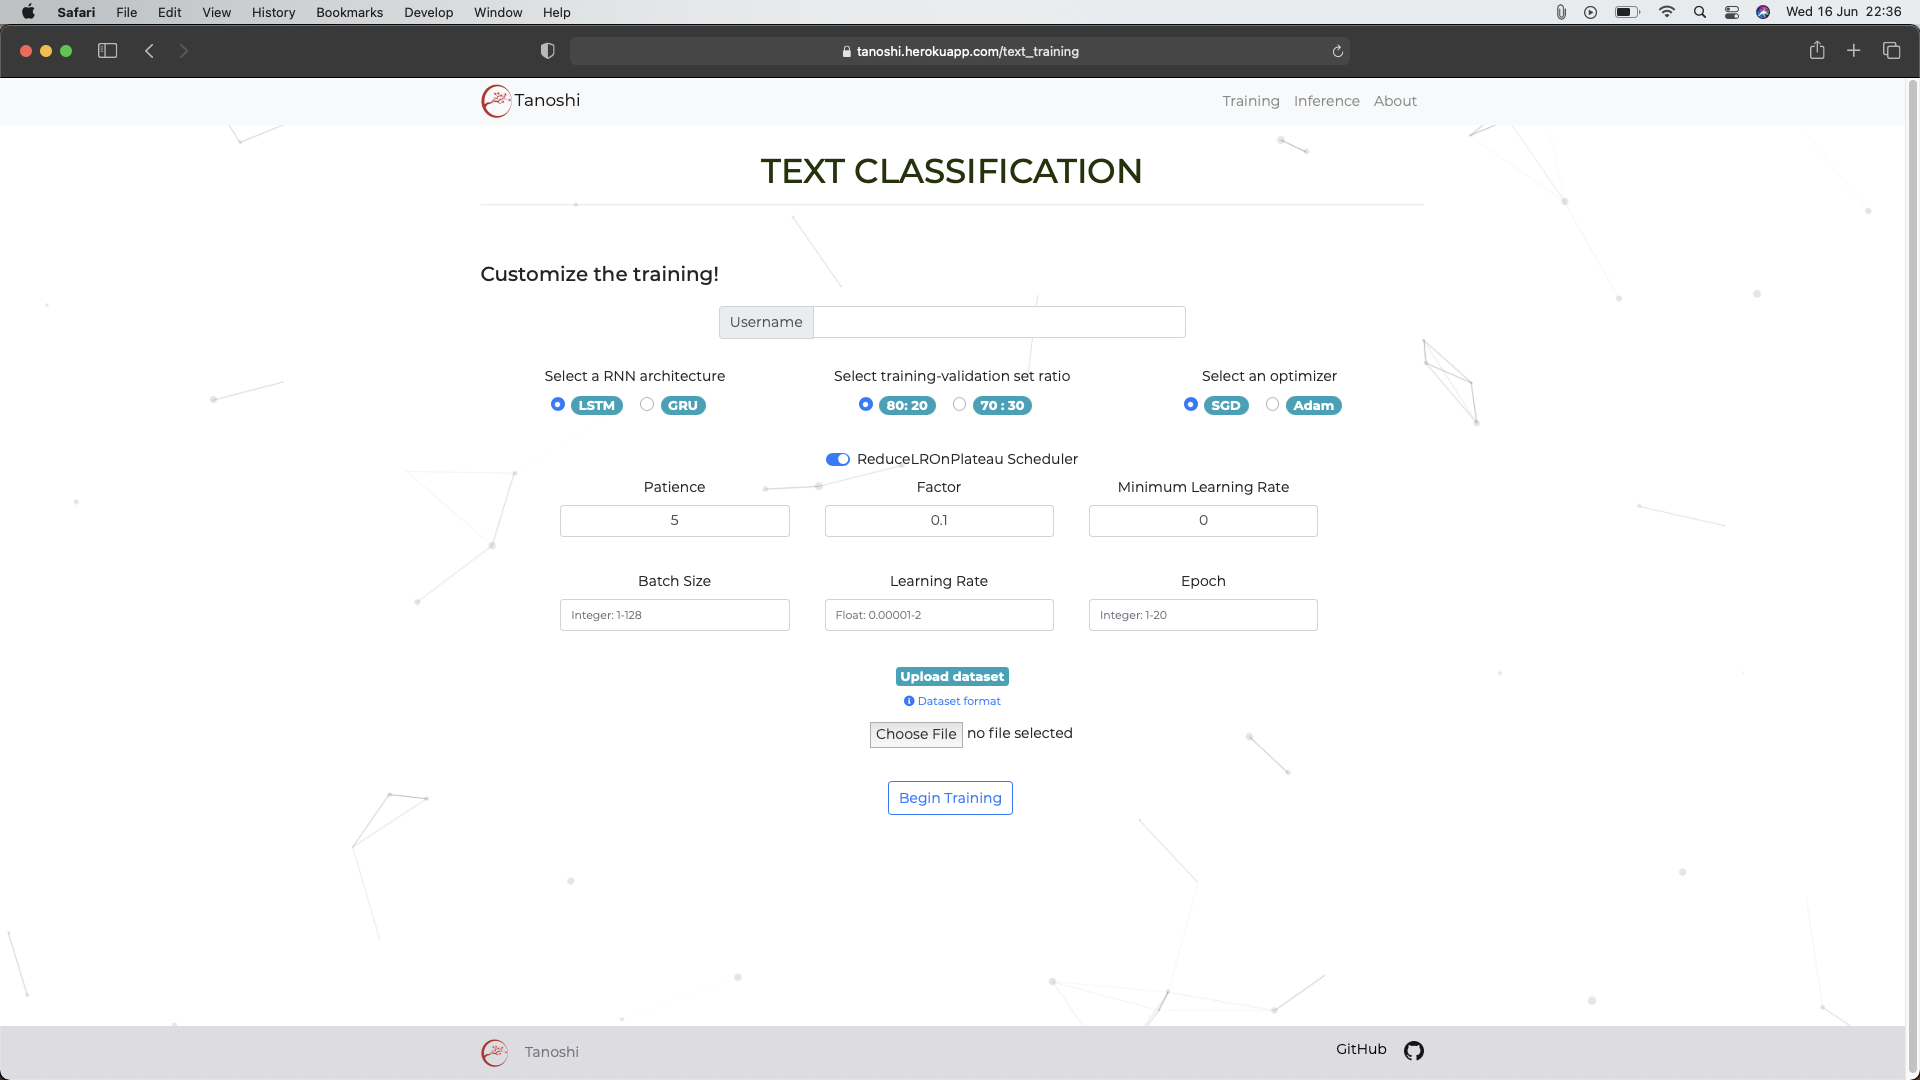 Safari File Edit View History Bookmarks Develop Window Help Wed 16 Jun 22:36
tanoshi.herokuapp.com/text_training
Tanoshi Training Inference About
TEXT CLASSIFICATION
Customize the training!
Username
Select a RNN architecture Select training-validation set ratio Select an optimizer
LSTM GRU 80: 20 70 : 30 SGD Adam
ReduceLROnPlateau Scheduler
Patience Factor Minimum Learning Rate
5 0.1 0
Batch Size Learning Rate Epoch
Integer: 1-128 Float: 0.00001-2 Integer: 1-20
Upload dataset
Dataset format
Choose File no file selected
Begin Training
Tanoshi GitHub